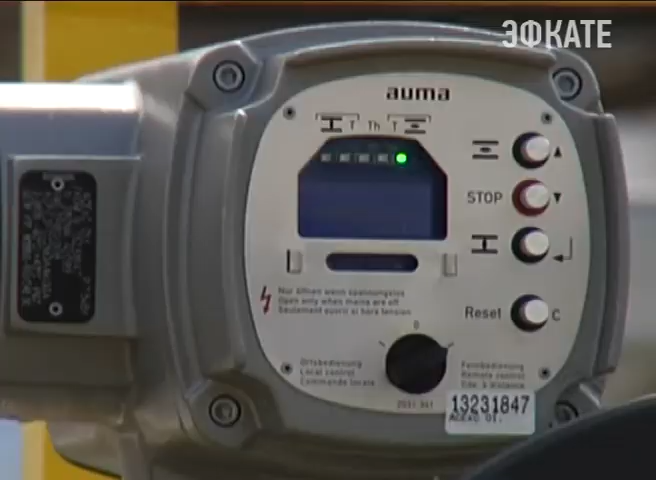 ЭФКАТЕ
auma
T Th T
STOP
Reset C
Nur öffnen wenn spannungslos
Open only when mains are off
Seulement ouvrir si hors tension
0
Ortsbedienung
Local control
Commande locale
Fernbedienung
Remote control
Cde. à distance
13231847